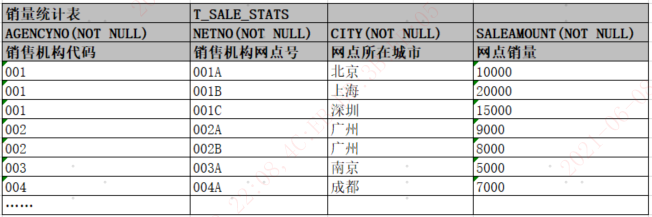 销量统计表 T_SALE_STATS
AGENCYNO(NOT NULL) NETNO(NOT NULL) CITY(NOT NULL) SALEAMOUNT(NOT NULL)
销售机构代码 销售机构网点号 网点所在城市 网点销量
001 001A 北京 10000
001 001B 上海 20000
001 001C 深圳 15000
002 002A 广州 9000
002 002B 广州 8000
003 003A 南京 5000
004 004A 成都 7000
……